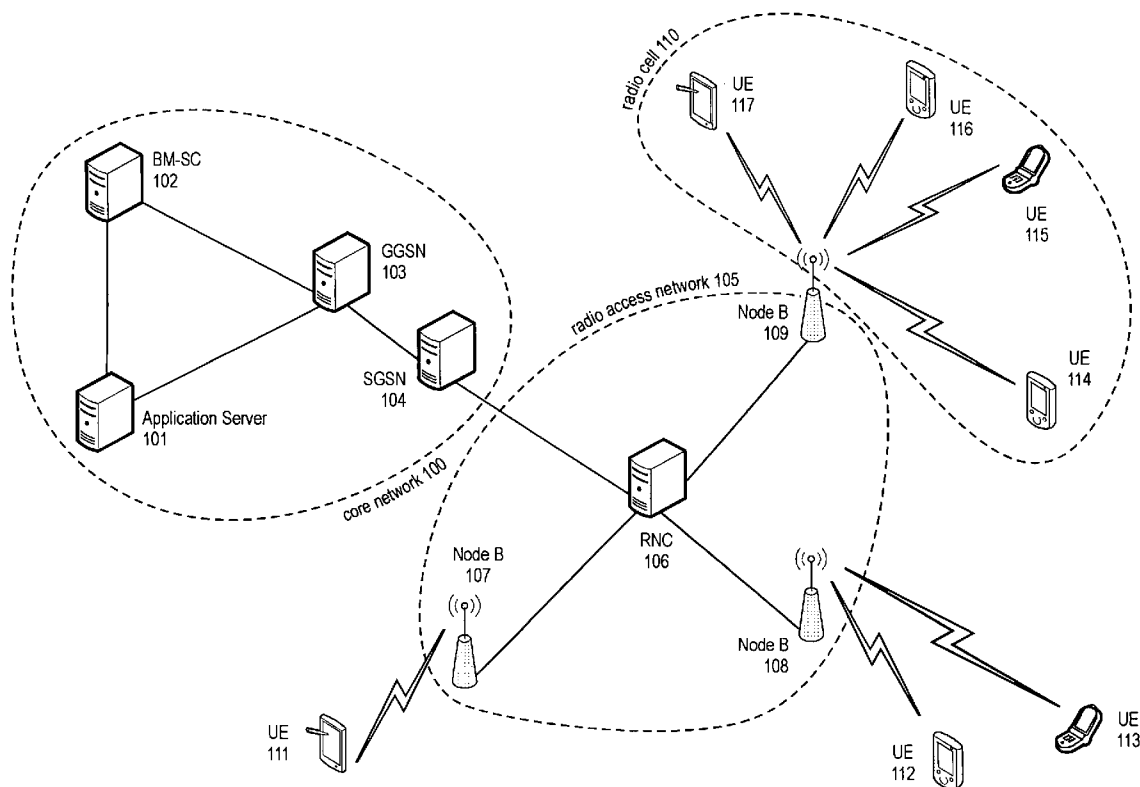 radio cell 110
UE
117
UE
116
BM-SC
102
UE
115
GGSN
103
radio access network 105
Node B
109
SGSN
104
UE
114
Application Server
101
core network 100
RNC
106
Node B
107
Node B
108
UE
111
UE
112
UE
113